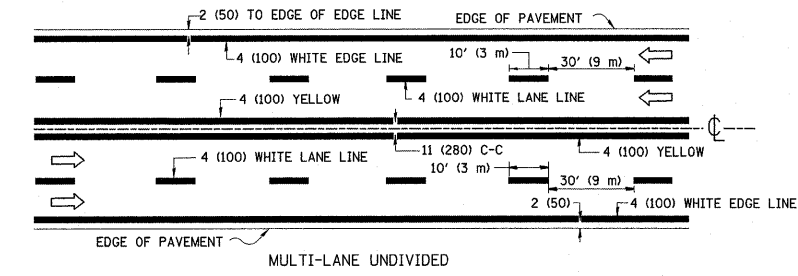 2 (50) TO EDGE OF EDGE LINE
EDGE OF PAVEMENT
4 (100) WHITE EDGE LINE
10' (3 m)
30' (9 m)
4 (100) YELLOW
4 (100) WHITE LANE LINE
℄
11 (280) C-C
4 (100) YELLOW
4 (100) WHITE LANE LINE
10' (3 m)
30' (9 m)
2 (50)
4 (100) WHITE EDGE LINE
EDGE OF PAVEMENT
MULTI-LANE UNDIVIDED